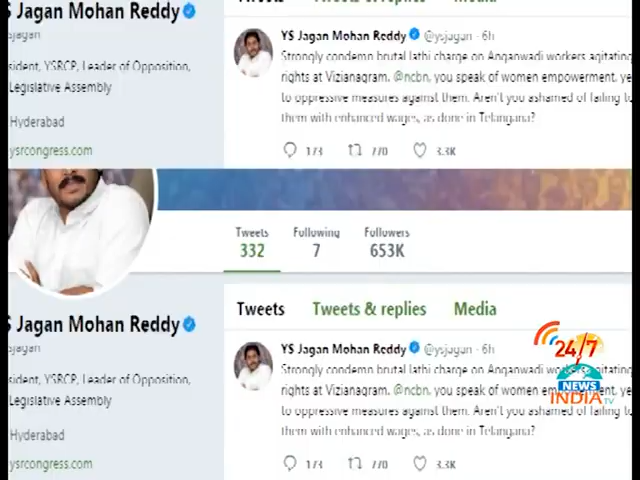 Tweets Tweets & replies Media
S Jagan Mohan Reddy
sjagan
YS Jagan Mohan Reddy @ysjagan · 6h
Strongly condemn brutal lathi charge on Anganwadi workers agitating
rights at Vizianagram. @ncbn, you speak of women empowerment, ye
to oppressive measures against them. Aren't you ashamed of failing to
them with enhanced wages, as done in Telangana?
173 770 3.3K
sident, YSRCP, Leader of Opposition,
Legislative Assembly
Hyderabad
ysrcongress.com
Tweets Following Followers
332 7 653K
Tweets Tweets & replies Media
S Jagan Mohan Reddy
sjagan
YS Jagan Mohan Reddy @ysjagan · 6h
Strongly condemn brutal lathi charge on Anganwadi workers agitating
rights at Vizianagram. @ncbn, you speak of women empowerment, ye
to oppressive measures against them. Aren't you ashamed of failing to
them with enhanced wages, as done in Telangana?
173 770 3.3K
sident, YSRCP, Leader of Opposition,
Legislative Assembly
Hyderabad
ysrcongress.com
24/7
NEWS
INDIA TV